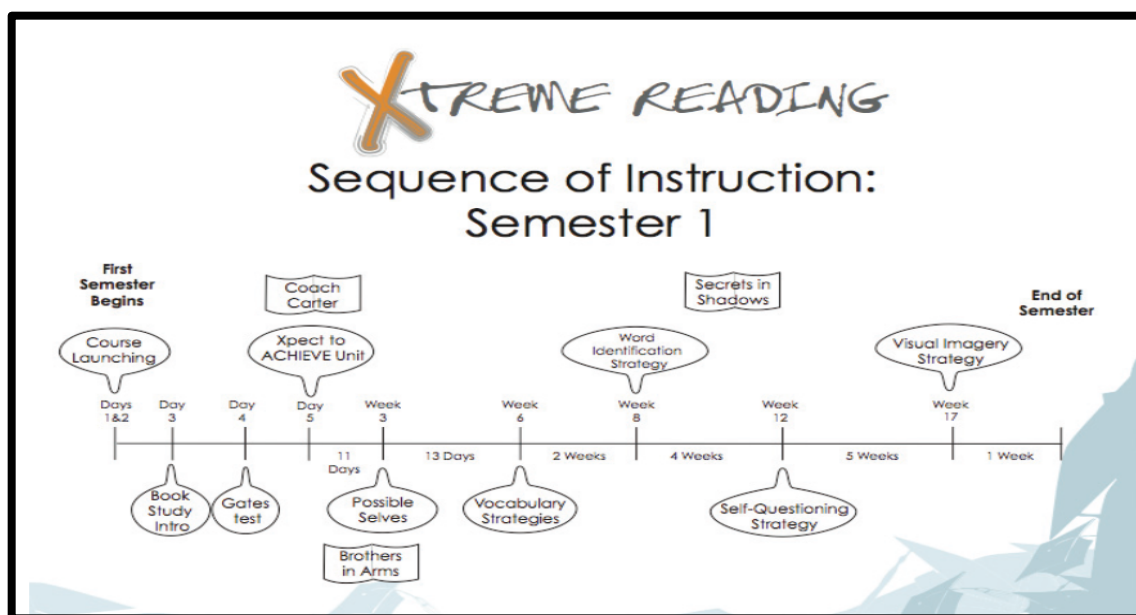 XTREME READING
Sequence of Instruction:
Semester 1
First
Semester
Begins
Coach
Carter
Secrets in
Shadows
End of
Semester
Course
Launching
Xpect to
ACHIEVE Unit
Word
Identification
Strategy
Visual Imagery
Strategy
Days
1&2
Day
3
Day
4
Day
5
Week
3
Week
6
Week
8
Week
12
Week
17
11
Days
13 Days
2 Weeks
4 Weeks
5 Weeks
1 Week
Book
Study
Intro
Gates
test
Possible
Selves
Vocabulary
Strategies
Self-Questioning
Strategy
Brothers
in Arms